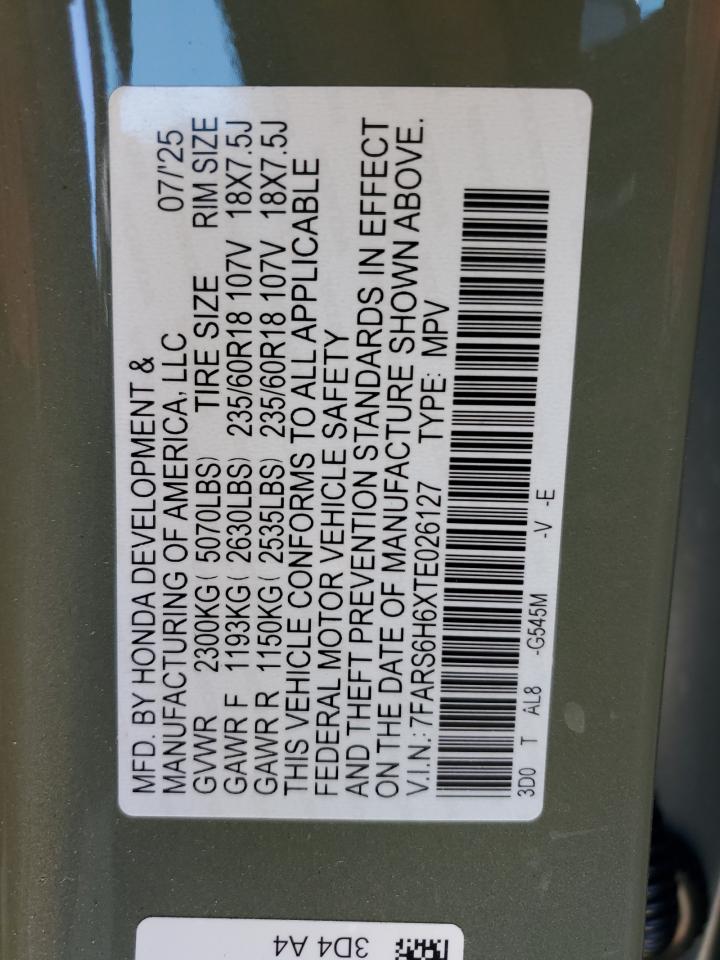 MFD. BY HONDA DEVELOPMENT &
MANUFACTURING OF AMERICA, LLC 07/'25
GVWR 2300KG( 5070LBS) TIRE SIZE RIM SIZE
GAWR F 1193KG( 2630LBS) 235/60R18 107V 18X7.5J
GAWR R 1150KG( 2535LBS) 235/60R18 107V 18X7.5J
THIS VEHICLE CONFORMS TO ALL APPLICABLE
FEDERAL MOTOR VEHICLE SAFETY
AND THEFT PREVENTION STANDARDS IN EFFECT
ON THE DATE OF MANUFACTURE SHOWN ABOVE.
V.I.N.: 7FARS6H6XTE026127 TYPE: MPV
3D0 T AL8 -G545M -V -E
3D4 A4